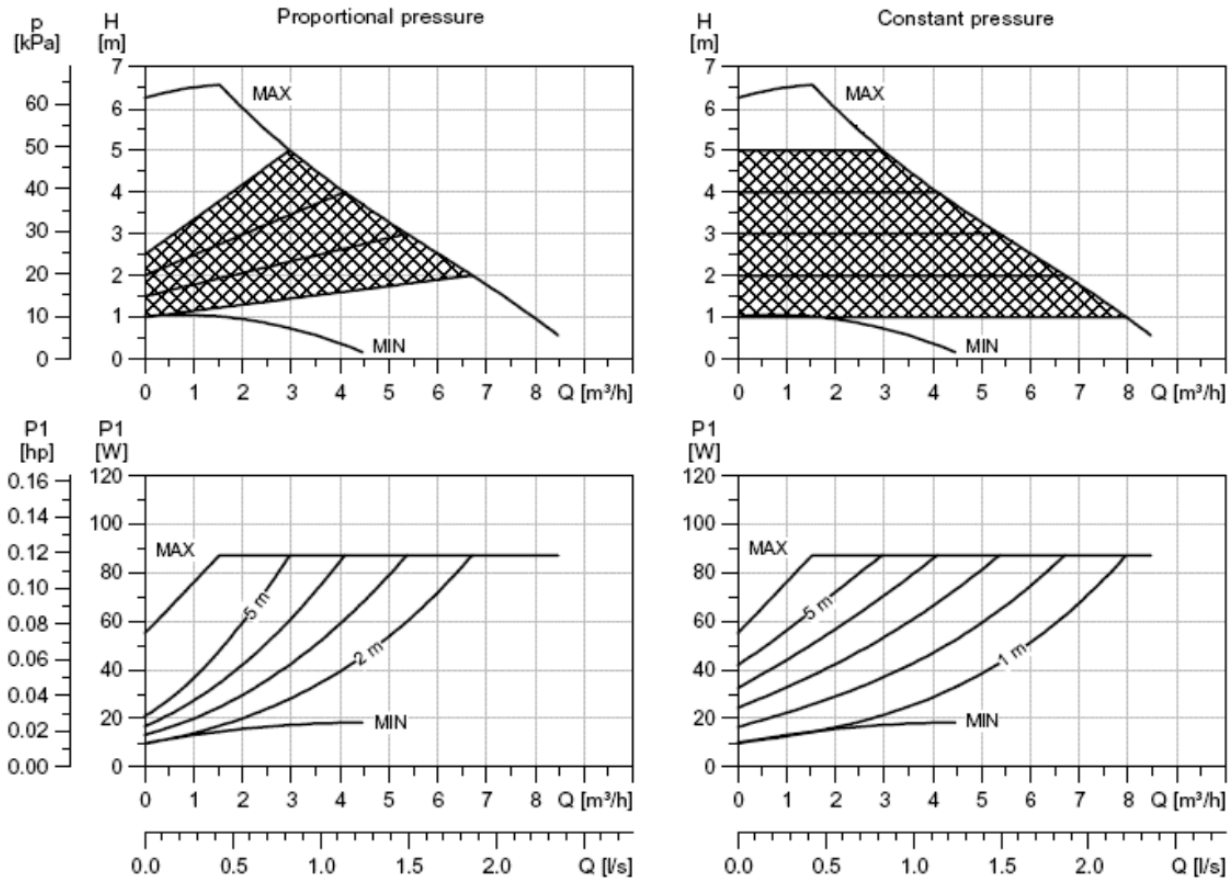 Proportional pressure
Constant pressure
p
[kPa]
H
[m]
H
[m]
60
50
40
30
20
10
0
7
6
5
4
3
2
1
0
MAX
MIN
0 1 2 3 4 5 6 7 8 Q [m³/h]
7
6
5
4
3
2
1
0
MAX
MIN
0 1 2 3 4 5 6 7 8 Q [m³/h]
P1
[hp]
P1
[W]
P1
[W]
0.16
0.14
0.12
0.10
0.08
0.06
0.04
0.02
0.00
120
100
80
60
40
20
0
MAX
5 m
2 m
MIN
0 1 2 3 4 5 6 7 8 Q [m³/h]
0.0 0.5 1.0 1.5 2.0 Q [l/s]
120
100
80
60
40
20
0
MAX
5 m
1 m
MIN
0 1 2 3 4 5 6 7 8 Q [m³/h]
0.0 0.5 1.0 1.5 2.0 Q [l/s]